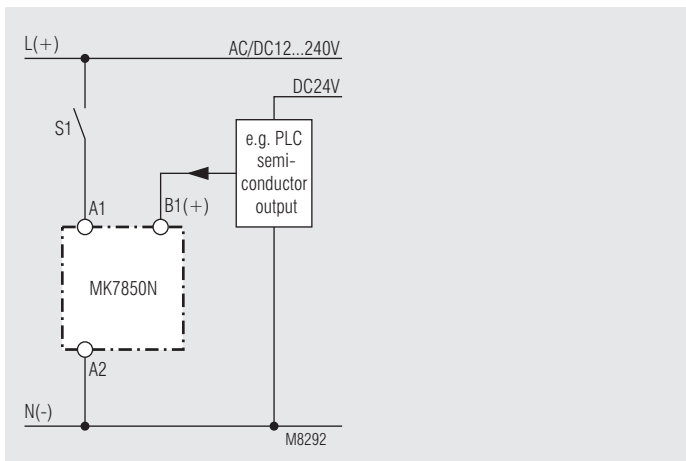 L(+)
AC/DC12...240V
DC24V
S1
e.g. PLC
semi-
conductor
output
A1
B1(+)
MK7850N
A2
N(-)
M8292